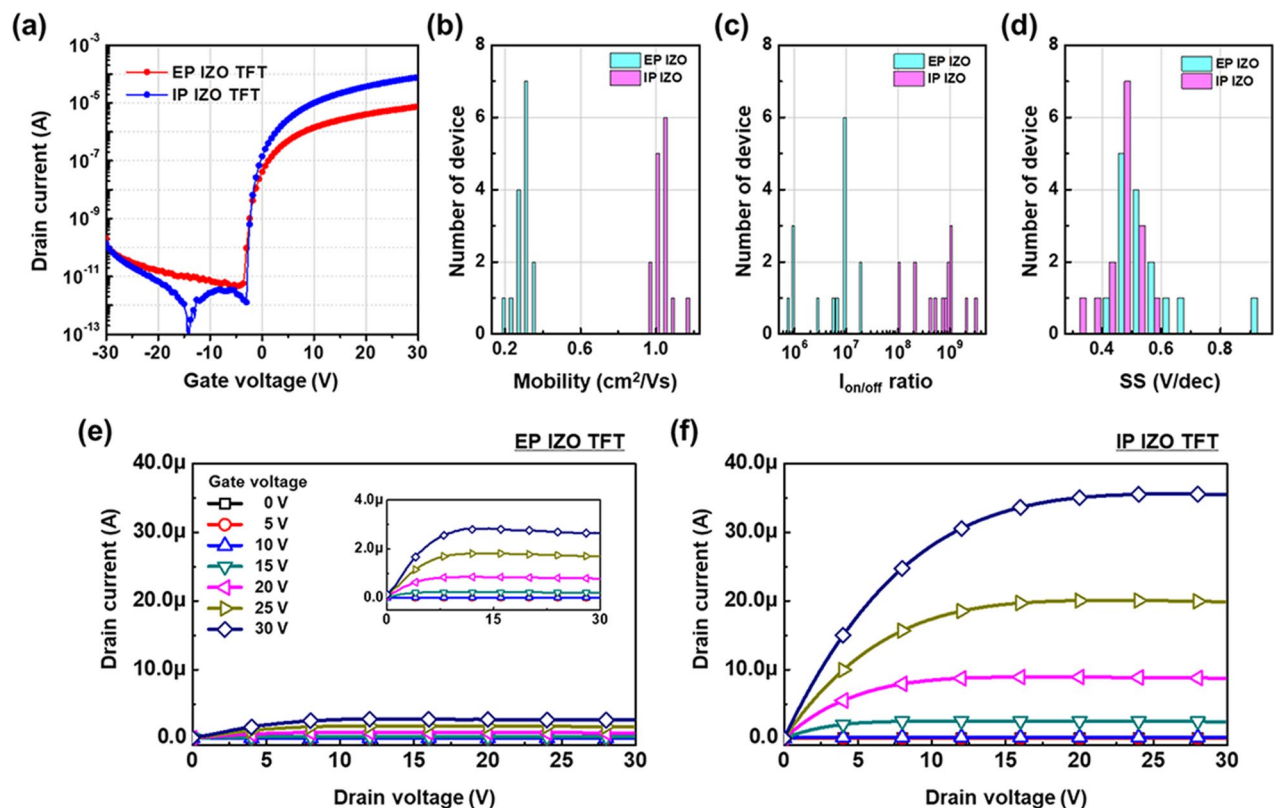 (a)
10⁻³
10⁻⁵
10⁻⁷
10⁻⁹
10⁻¹¹
10⁻¹³
Drain current (A)
EP IZO TFT
IP IZO TFT
-30 -20 -10 0 10 20 30
Gate voltage (V)
(b)
8
6
4
2
0
Number of device
EP IZO
IP IZO
0.2 0.6 1.0
Mobility (cm²/Vs)
(c)
8
6
4
2
0
Number of device
EP IZO
IP IZO
10⁶ 10⁷ 10⁸ 10⁹
Ion/off ratio
(d)
8
6
4
2
0
Number of device
EP IZO
IP IZO
0.4 0.6 0.8
SS (V/dec)
(e)
EP IZO TFT
40.0µ
30.0µ
20.0µ
10.0µ
0.0
Drain current (A)
Gate voltage
0 V
5 V
10 V
15 V
20 V
25 V
30 V
4.0µ
2.0µ
0.0
0 15 30
0 5 10 15 20 25 30
Drain voltage (V)
(f)
IP IZO TFT
40.0µ
30.0µ
20.0µ
10.0µ
0.0
Drain current (A)
0 5 10 15 20 25 30
Drain voltage (V)